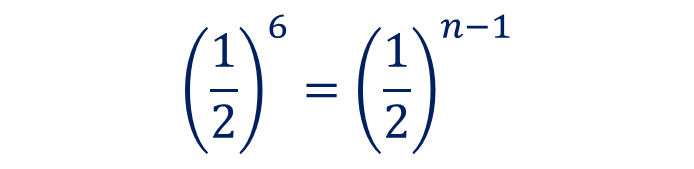 (1/2)^6 = (1/2)^{n−1}